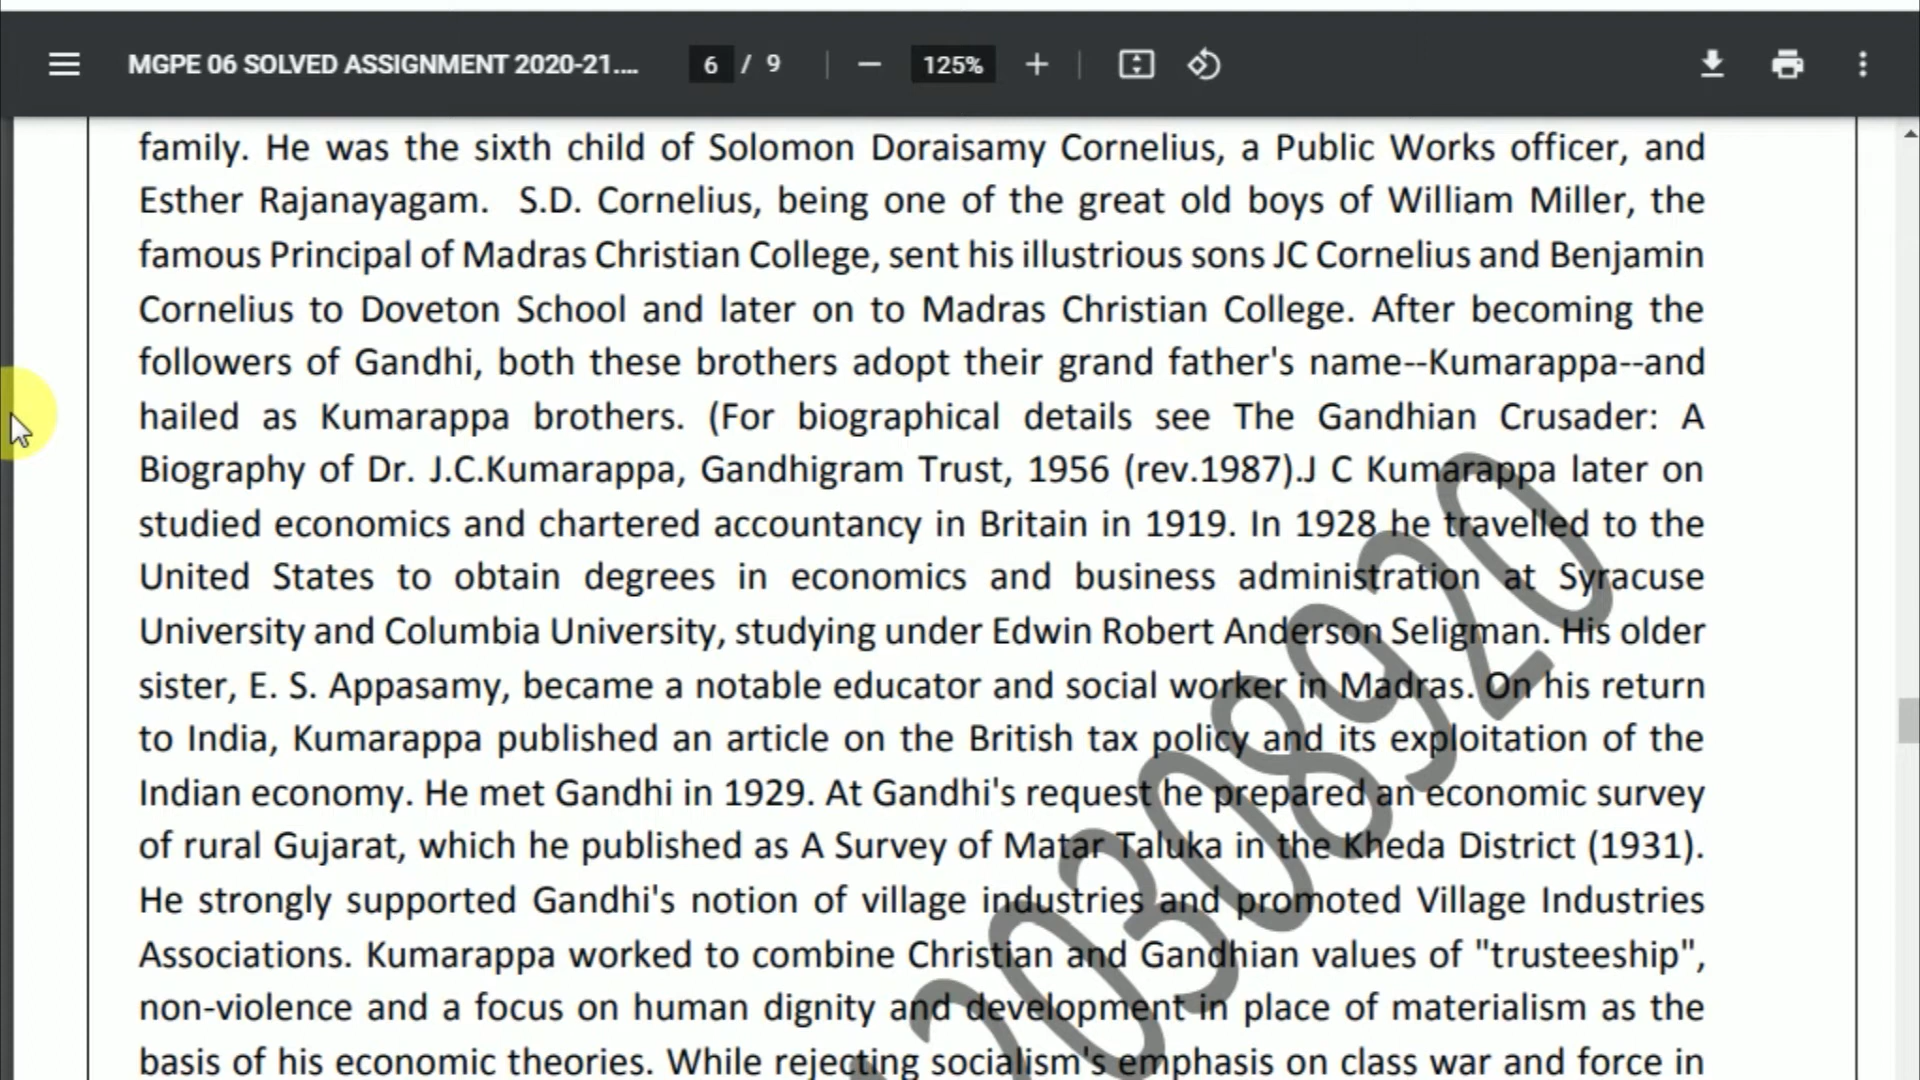 MGPE 06 SOLVED ASSIGNMENT 2020-21....
6 / 9
125%
family. He was the sixth child of Solomon Doraisamy Cornelius, a Public Works officer, and
Esther Rajanayagam. S.D. Cornelius, being one of the great old boys of William Miller, the
famous Principal of Madras Christian College, sent his illustrious sons JC Cornelius and Benjamin
Cornelius to Doveton School and later on to Madras Christian College. After becoming the
followers of Gandhi, both these brothers adopt their grand father's name--Kumarappa--and
hailed as Kumarappa brothers. (For biographical details see The Gandhian Crusader: A
Biography of Dr. J.C.Kumarappa, Gandhigram Trust, 1956 (rev.1987).J C Kumarappa later on
studied economics and chartered accountancy in Britain in 1919. In 1928 he travelled to the
United States to obtain degrees in economics and business administration at Syracuse
University and Columbia University, studying under Edwin Robert Anderson Seligman. His older
sister, E. S. Appasamy, became a notable educator and social worker in Madras. On his return
to India, Kumarappa published an article on the British tax policy and its exploitation of the
Indian economy. He met Gandhi in 1929. At Gandhi's request he prepared an economic survey
of rural Gujarat, which he published as A Survey of Matar Taluka in the Kheda District (1931).
He strongly supported Gandhi's notion of village industries and promoted Village Industries
Associations. Kumarappa worked to combine Christian and Gandhian values of "trusteeship",
non-violence and a focus on human dignity and development in place of materialism as the
basis of his economic theories. While rejecting socialism's emphasis on class war and force in
20308920